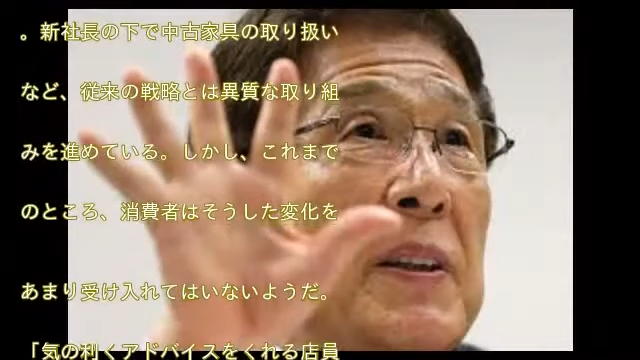 。新社長の下で中古家具の取り扱い
など、従来の戦略とは異質な取り組
みを進めている。しかし、これまで
のところ、消費者はそうした変化を
あまり受け入れてはいないようだ。
「気の利くアドバイスをくれる店員